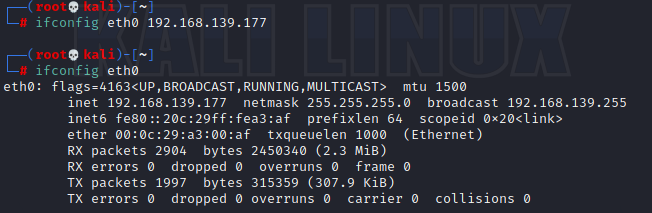 KALI LINUX
┌──(root💀kali)-[~]
└─# ifconfig eth0 192.168.139.177
┌──(root💀kali)-[~]
└─# ifconfig eth0
eth0: flags=4163<UP,BROADCAST,RUNNING,MULTICAST>  mtu 1500
        inet 192.168.139.177  netmask 255.255.255.0  broadcast 192.168.139.255
        inet6 fe80::20c:29ff:fea3:af  prefixlen 64  scopeid 0×20<link>
        ether 00:0c:29:a3:00:af  txqueuelen 1000  (Ethernet)
        RX packets 2904  bytes 2450340 (2.3 MiB)
        RX errors 0  dropped 0  overruns 0  frame 0
        TX packets 1997  bytes 315359 (307.9 KiB)
        TX errors 0  dropped 0 overruns 0  carrier 0  collisions 0